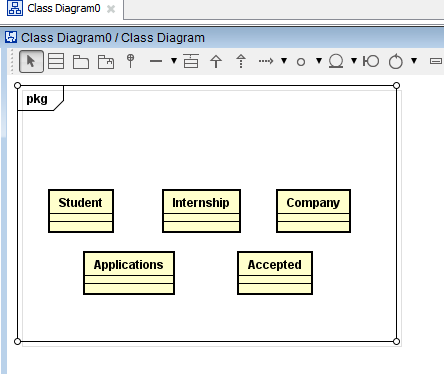 Class Diagram0
Class Diagram0 / Class Diagram
pkg
Student
Internship
Company
Applications
Accepted